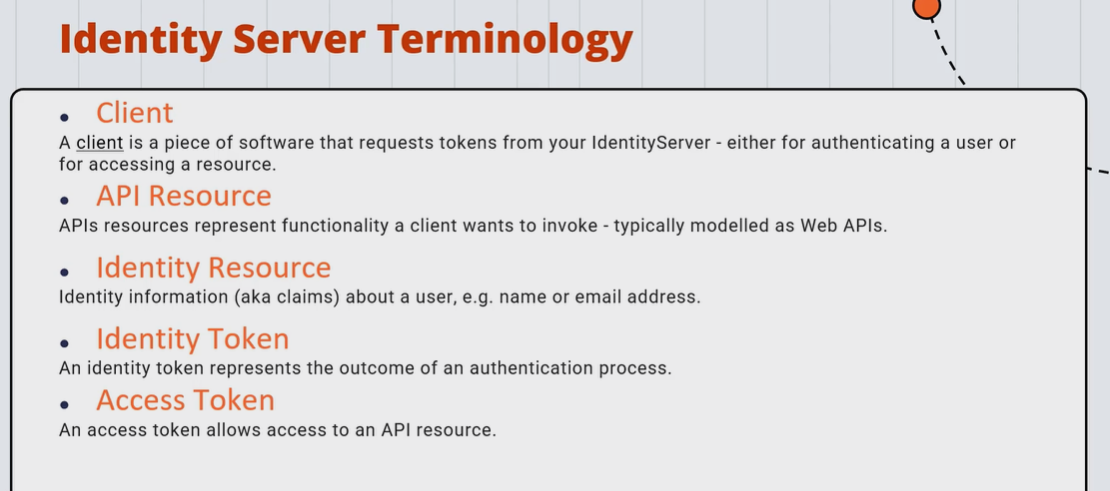 Identity Server Terminology
• Client
A client is a piece of software that requests tokens from your IdentityServer - either for authenticating a user or
for accessing a resource.
• API Resource
APIs resources represent functionality a client wants to invoke - typically modelled as Web APIs.
• Identity Resource
Identity information (aka claims) about a user, e.g. name or email address.
• Identity Token
An identity token represents the outcome of an authentication process.
• Access Token
An access token allows access to an API resource.